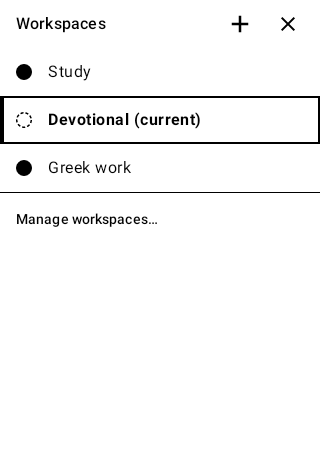 Workspaces
Study
Devotional (current)
Greek work
Manage workspaces…